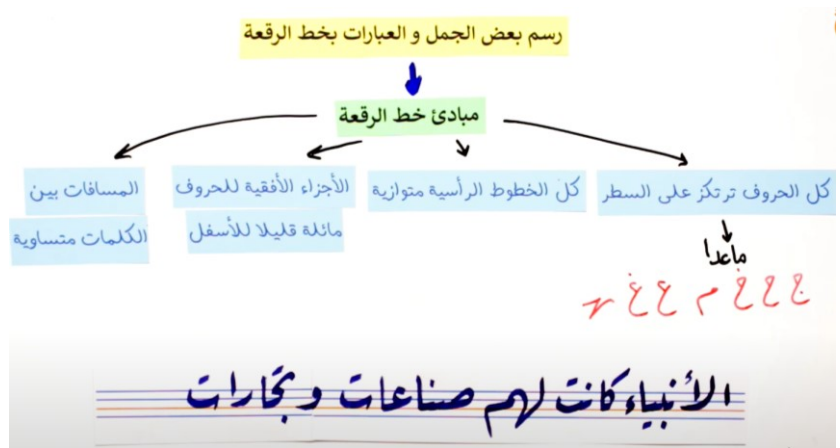 رسم بعض الجمل و العبارات بخط الرقعة
مبادئ خط الرقعة
كل الحروف ترتكز على السطر
ماعدا
ج ح خ م ع غ ه
كل الخطوط الرأسية متوازية
الأجزاء الأفقية للحروف
مائلة قليلا للأسفل
المسافات بين
الكلمات متساوية
الأنبياء كانت لهم صناعات و تجارات